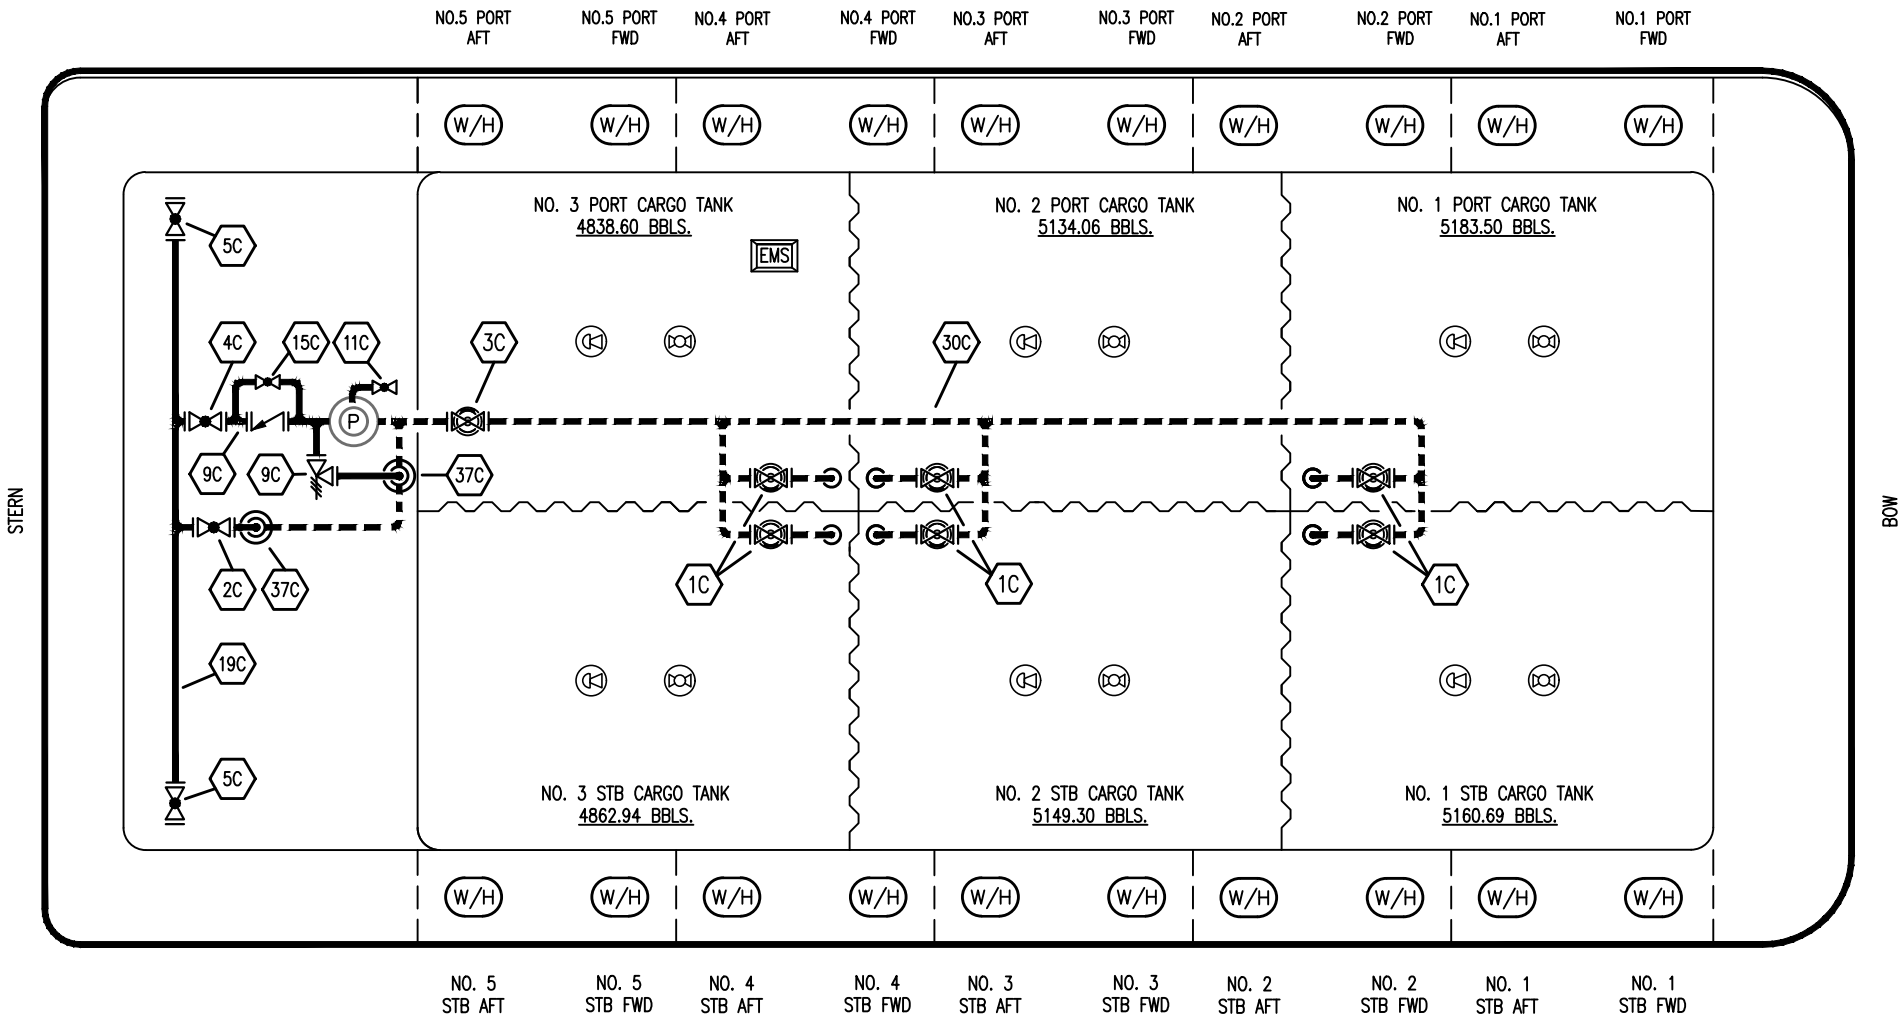 NO.5 PORT
AFT
NO.5 PORT
FWD
NO.4 PORT
AFT
NO.4 PORT
FWD
NO.3 PORT
AFT
NO.3 PORT
FWD
NO.2 PORT
AFT
NO.2 PORT
FWD
NO.1 PORT
AFT
NO.1 PORT
FWD
W/H
W/H
W/H
W/H
W/H
W/H
W/H
W/H
W/H
W/H
NO. 3 PORT CARGO TANK
4838.60 BBLS.
NO. 2 PORT CARGO TANK
5134.06 BBLS.
NO. 1 PORT CARGO TANK
5183.50 BBLS.
5C
EMS
4C
15C
11C
3C
30C
P
9C
9C
37C
STERN
BOW
2C
37C
1C
1C
1C
19C
5C
NO. 3 STB CARGO TANK
4862.94 BBLS.
NO. 2 STB CARGO TANK
5149.30 BBLS.
NO. 1 STB CARGO TANK
5160.69 BBLS.
W/H
W/H
W/H
W/H
W/H
W/H
W/H
W/H
W/H
W/H
NO. 5
STB AFT
NO. 5
STB FWD
NO. 4
STB AFT
NO. 4
STB FWD
NO. 3
STB AFT
NO. 3
STB FWD
NO. 2
STB AFT
NO. 2
STB FWD
NO. 1
STB AFT
NO. 1
STB FWD